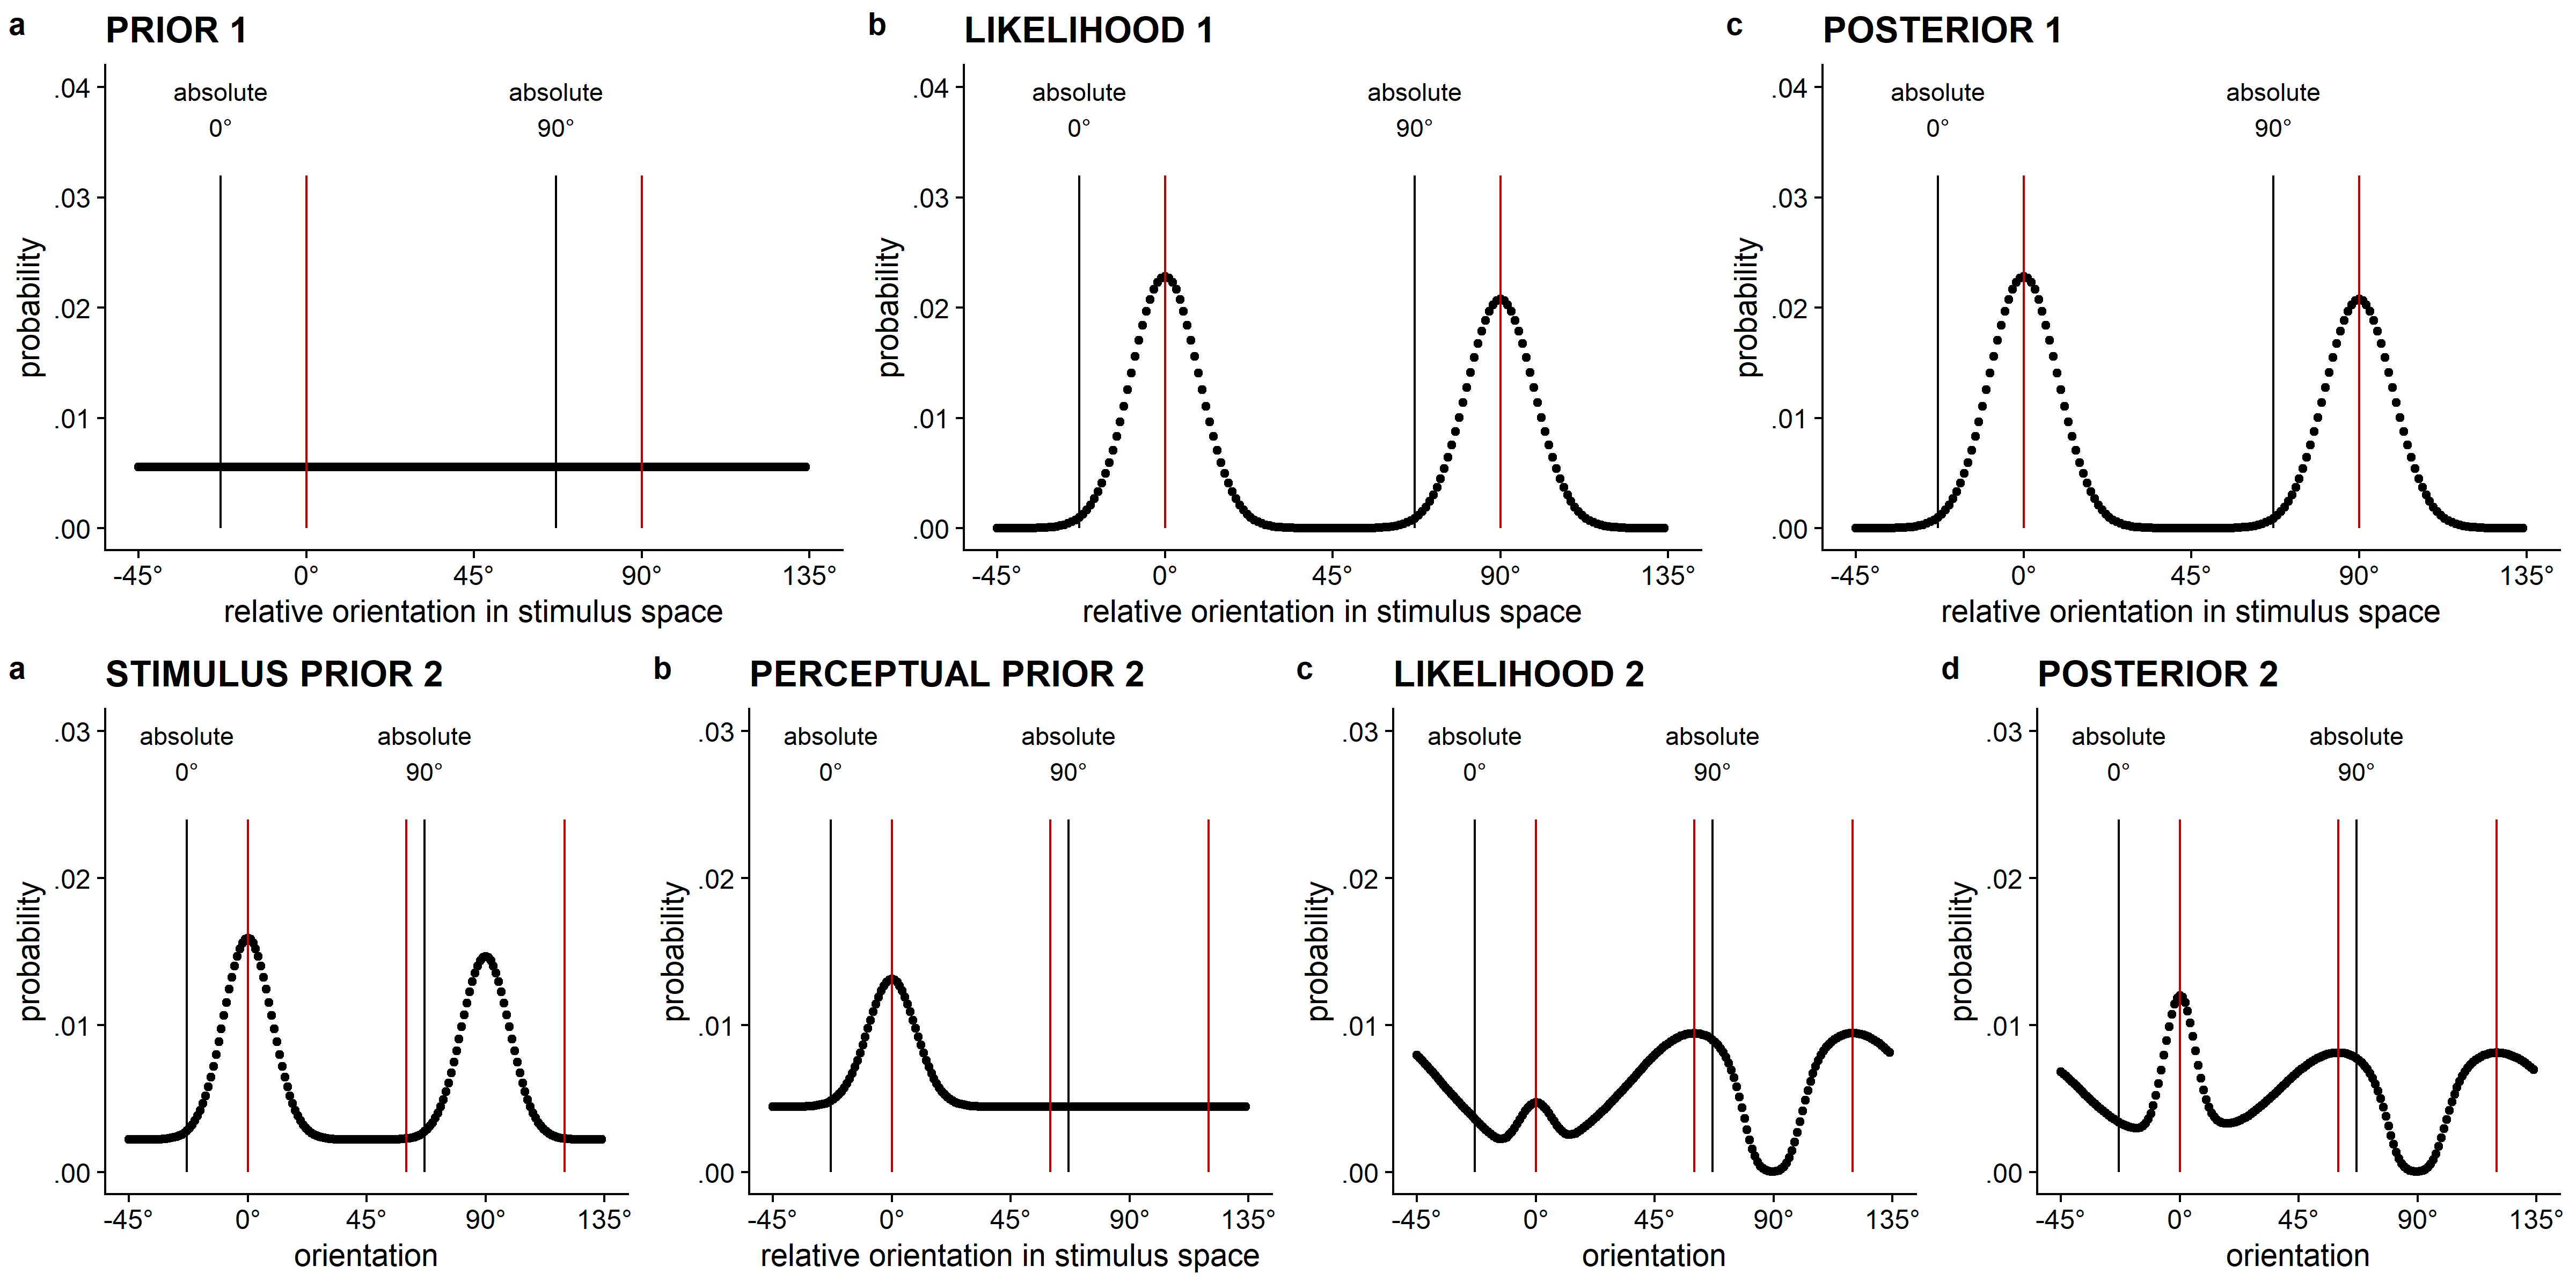 a PRIOR 1
absolute absolute
0° 90°
.04
.03
.02
.01
.00
probability
-45° 0° 45° 90° 135°
relative orientation in stimulus space
b LIKELIHOOD 1
absolute absolute
0° 90°
.04
.03
.02
.01
.00
probability
-45° 0° 45° 90° 135°
relative orientation in stimulus space
c POSTERIOR 1
absolute absolute
0° 90°
.04
.03
.02
.01
.00
probability
-45° 0° 45° 90° 135°
relative orientation in stimulus space
a STIMULUS PRIOR 2
absolute absolute
0° 90°
.03
.02
.01
.00
probability
-45° 0° 45° 90° 135°
orientation
b PERCEPTUAL PRIOR 2
absolute absolute
0° 90°
.03
.02
.01
.00
probability
-45° 0° 45° 90° 135°
relative orientation in stimulus space
c LIKELIHOOD 2
absolute absolute
0° 90°
.03
.02
.01
.00
probability
-45° 0° 45° 90° 135°
orientation
d POSTERIOR 2
absolute absolute
0° 90°
.03
.02
.01
.00
probability
-45° 0° 45° 90° 135°
orientation